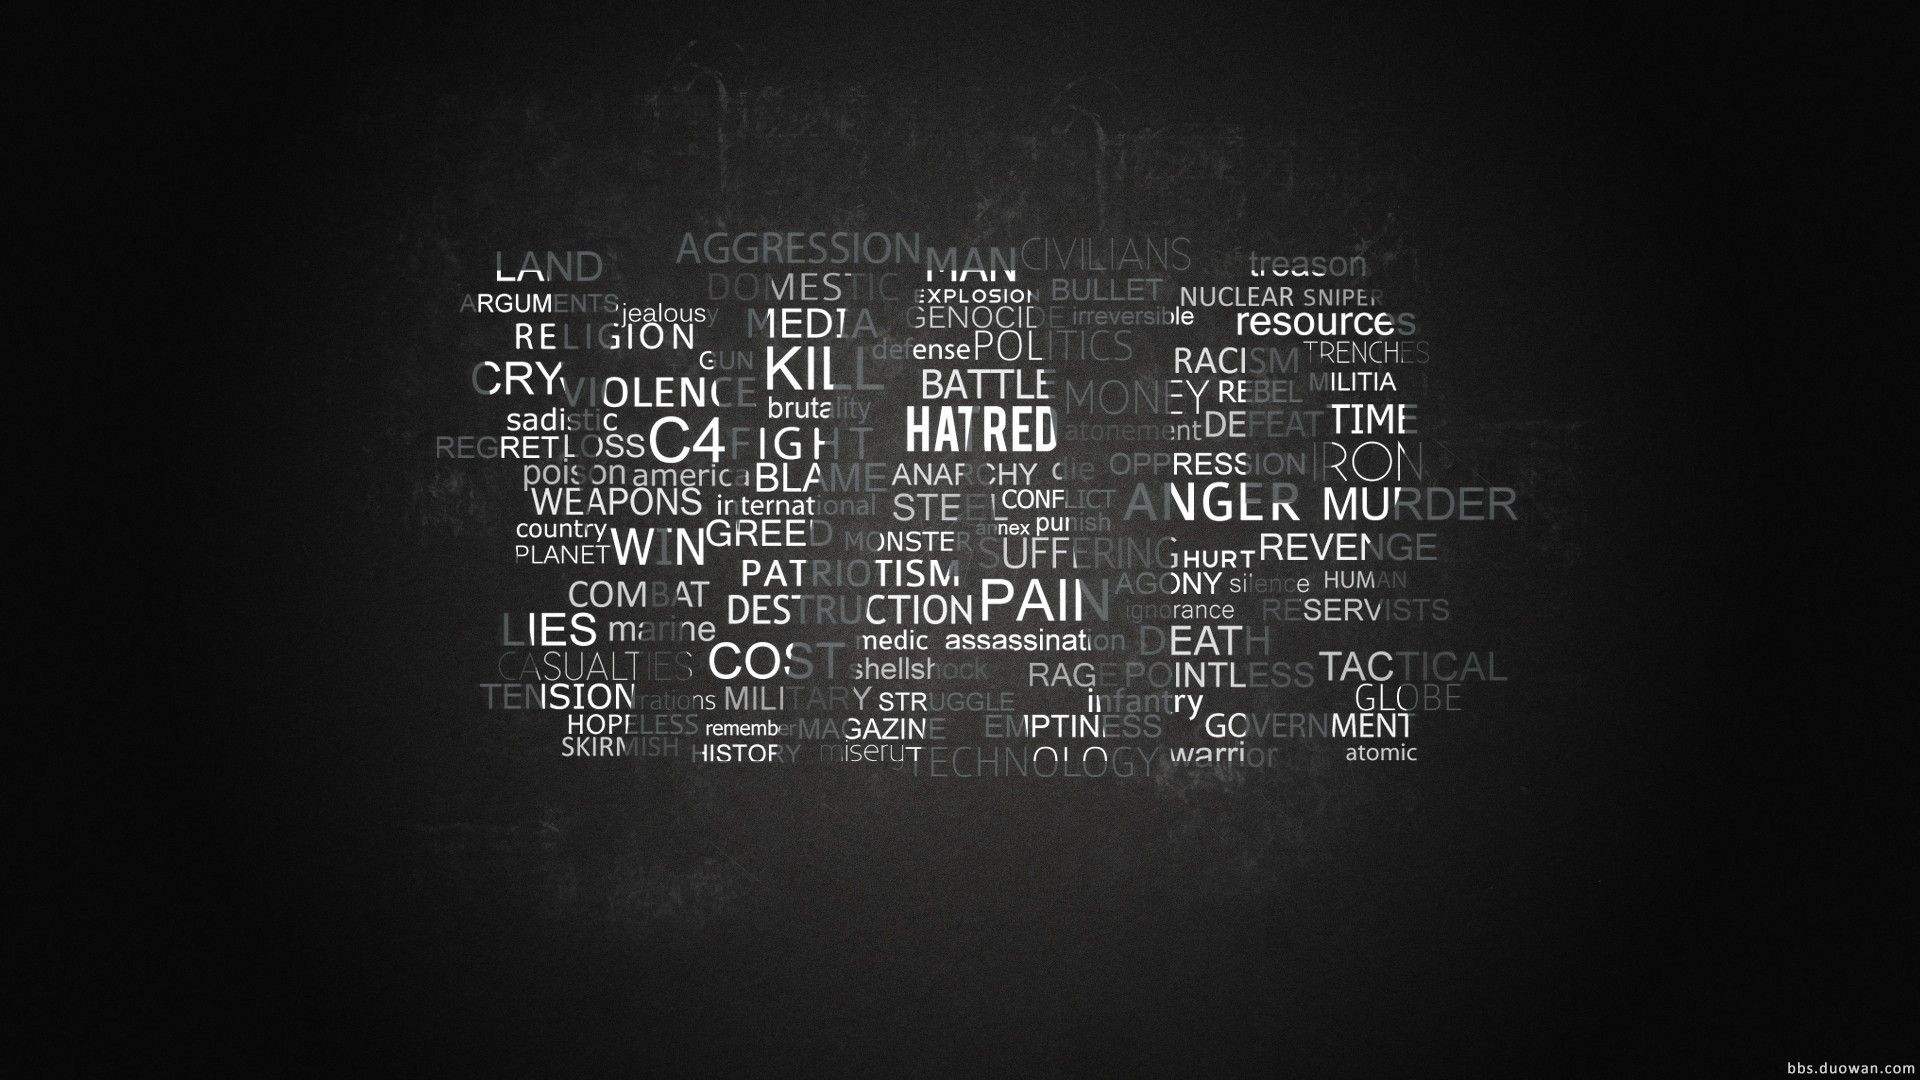 AGGRESSION MAN CIVILIANS
LAND treason
DOMESTIC EXPLOSION BULLET NUCLEAR SNIPER
ARGUMENTS jealousy MEDIA GENOCIDE irreversible resources
RELIGION defense POLITICS
GUN KILL RACISM TRENCHES
CRY VIOLENCE BATTLE MONEY REBEL MILITIA
sadistic brutality HATRED atonement DEFEAT TIME
REGRET LOSS C4 FIGHT
poison america BLAME ANARCHY die OPPRESSION IRON
WEAPONS international STEEL CONFLICT ANGER MURDER
country GREED annex punish
PLANET WIN MONSTER SUFFERING HURT REVENGE
PATRIOTISM AGONY silence HUMAN
COMBAT DESTRUCTION PAIN ignorance RESERVISTS
LIES marine medic assassination DEATH
CASUALTIES COST shellshock RAGE POINTLESS TACTICAL
TENSION rations MILITARY STRUGGLE infantry GLOBE
HOPELESS remember MAGAZINE EMPTINESS GOVERNMENT
SKIRMISH HISTORY misery TECHNOLOGY warrior atomic
bbs.duowan.com